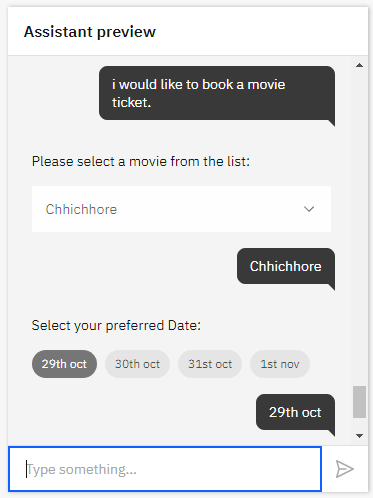 Assistant preview
i would like to book a movie
ticket.
Please select a movie from the list:
Chhichhore
Chhichhore
Select your preferred Date:
29th oct 30th oct 31st oct 1st nov
29th oct
Type something...